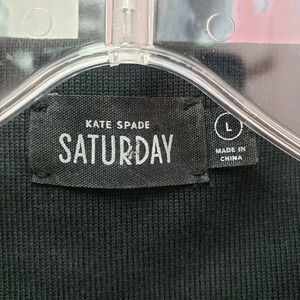 KATE SPADE
SATURDAY
L
MADE IN
CHINA